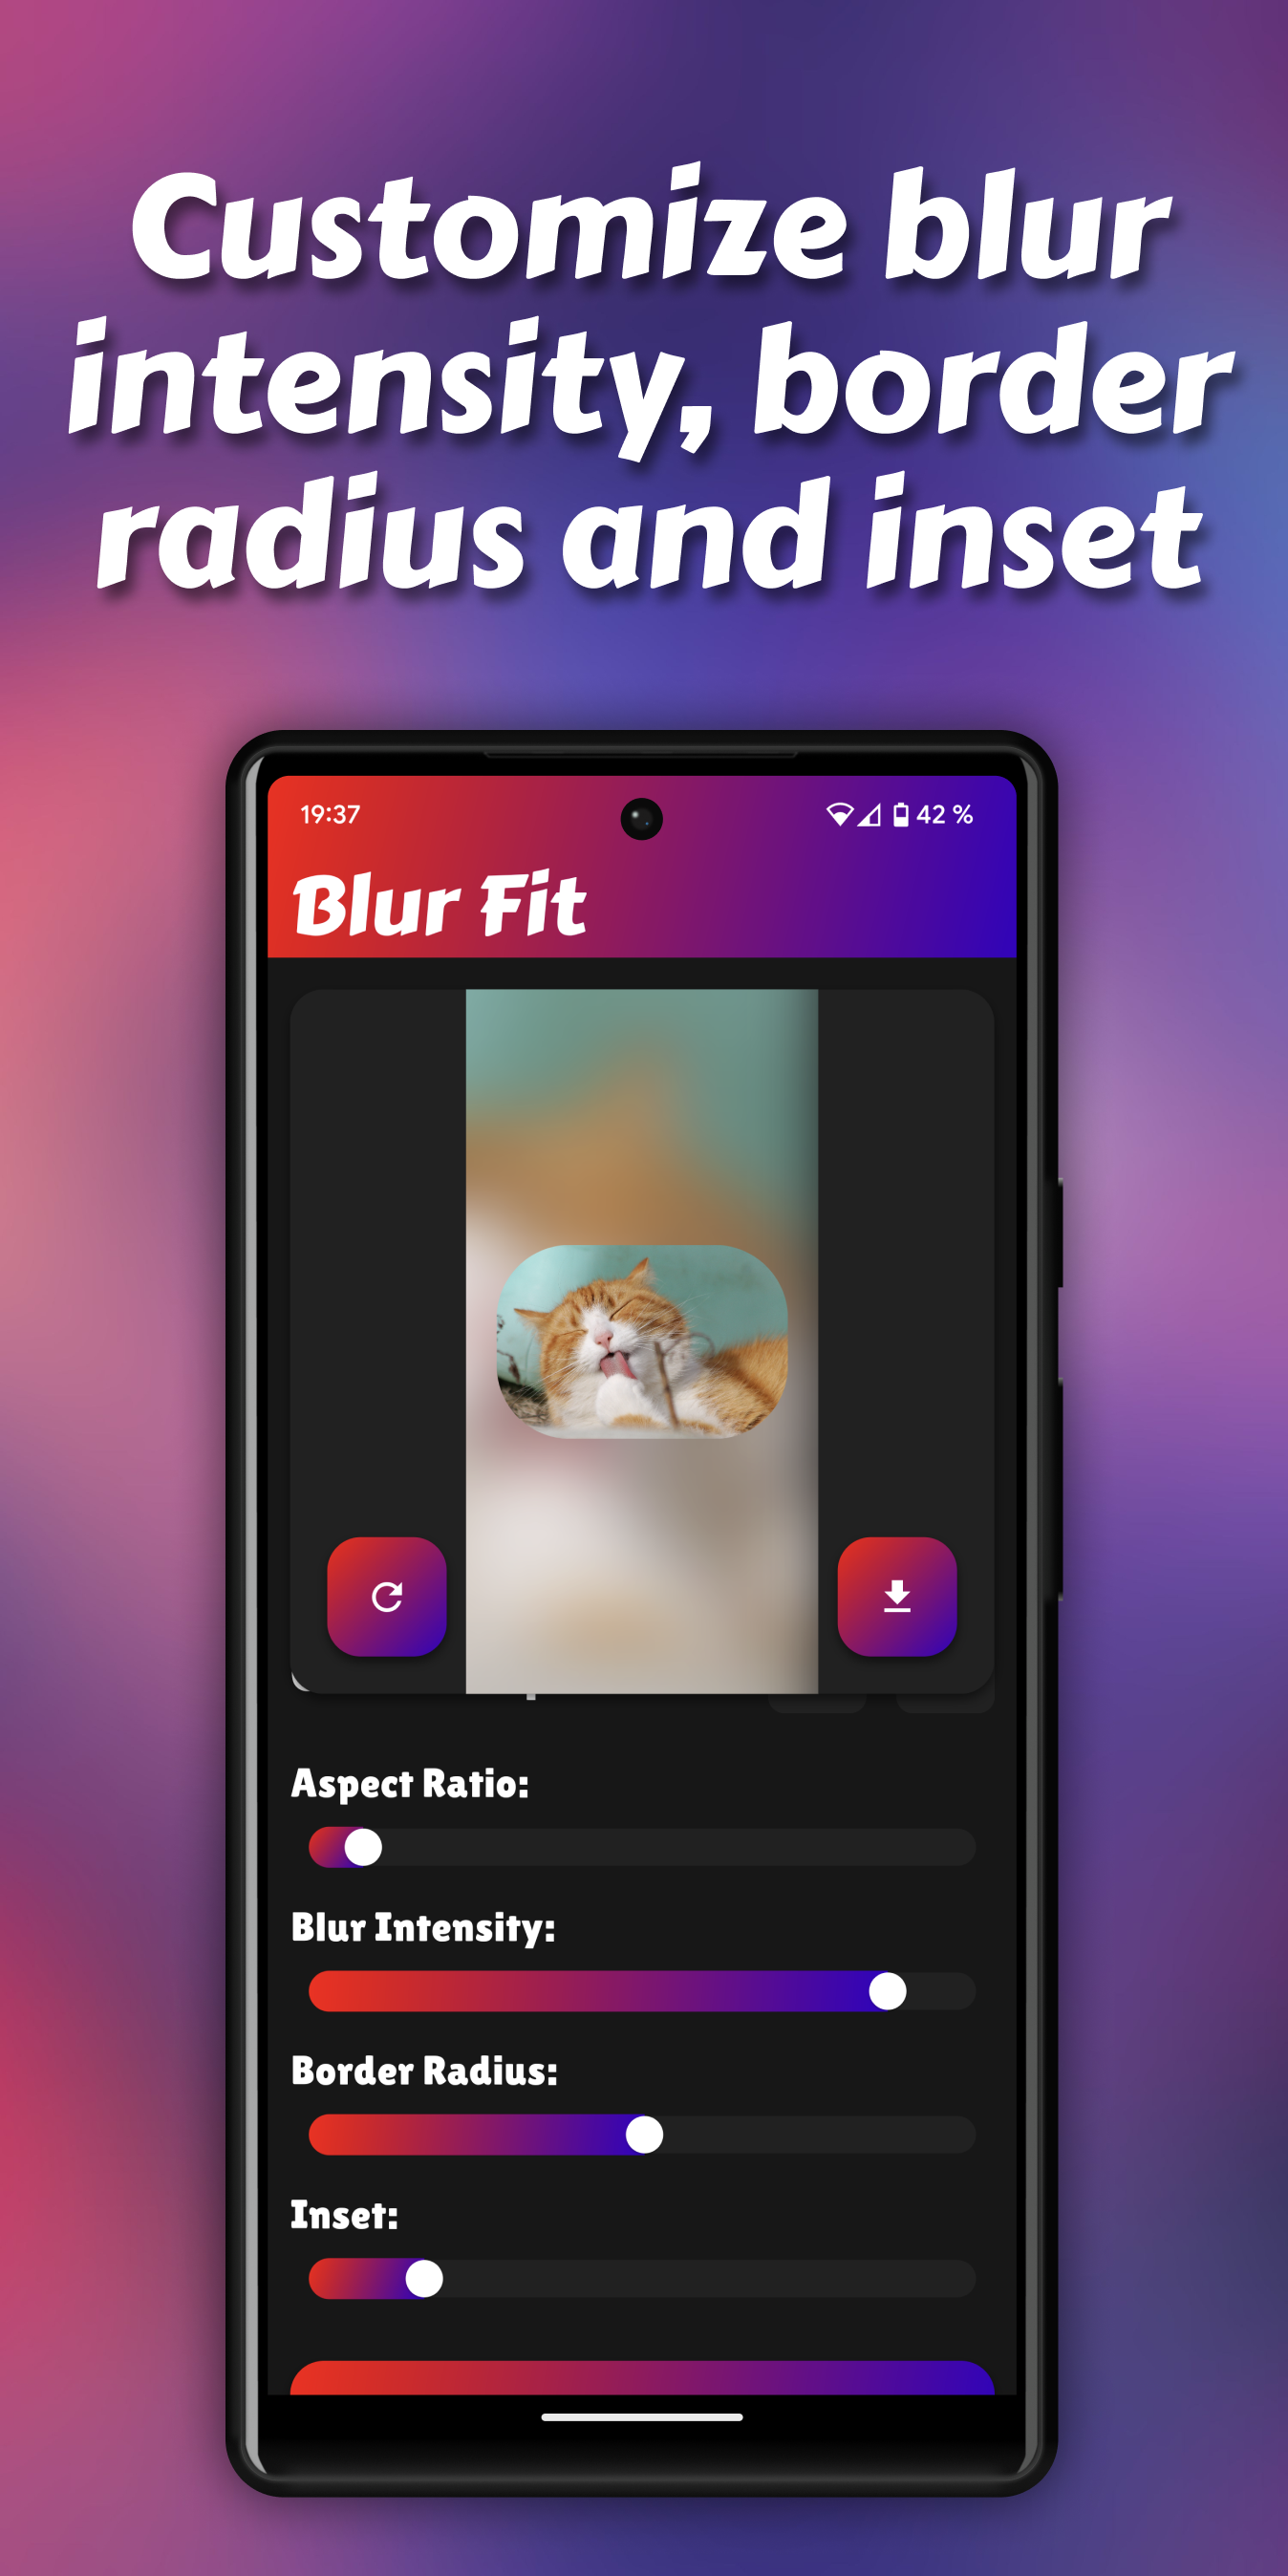 Customize blur
intensity, border
radius and inset
19:37
42 %
Blur Fit
Aspect Ratio:
Blur Intensity:
Border Radius:
Inset: